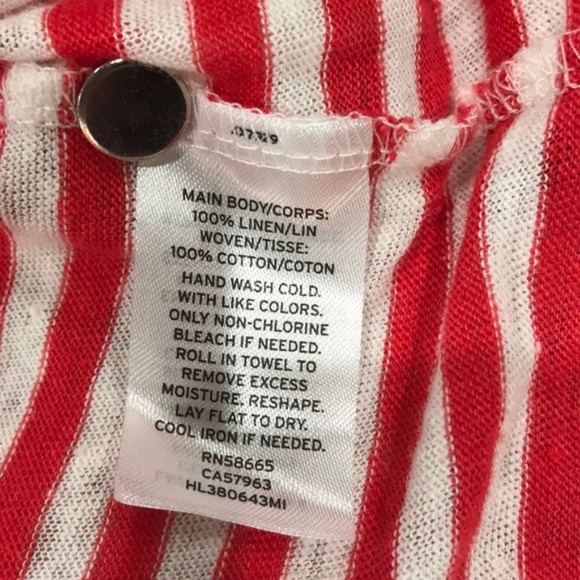 MAIN BODY/CORPS:
100% LINEN/LIN
WOVEN/TISSE:
100% COTTON/COTON
HAND WASH COLD.
WITH LIKE COLORS.
ONLY NON-CHLORINE
BLEACH IF NEEDED.
ROLL IN TOWEL TO
REMOVE EXCESS
MOISTURE. RESHAPE.
LAY FLAT TO DRY.
COOL IRON IF NEEDED.
RN58665
CA57963
HL380643MI